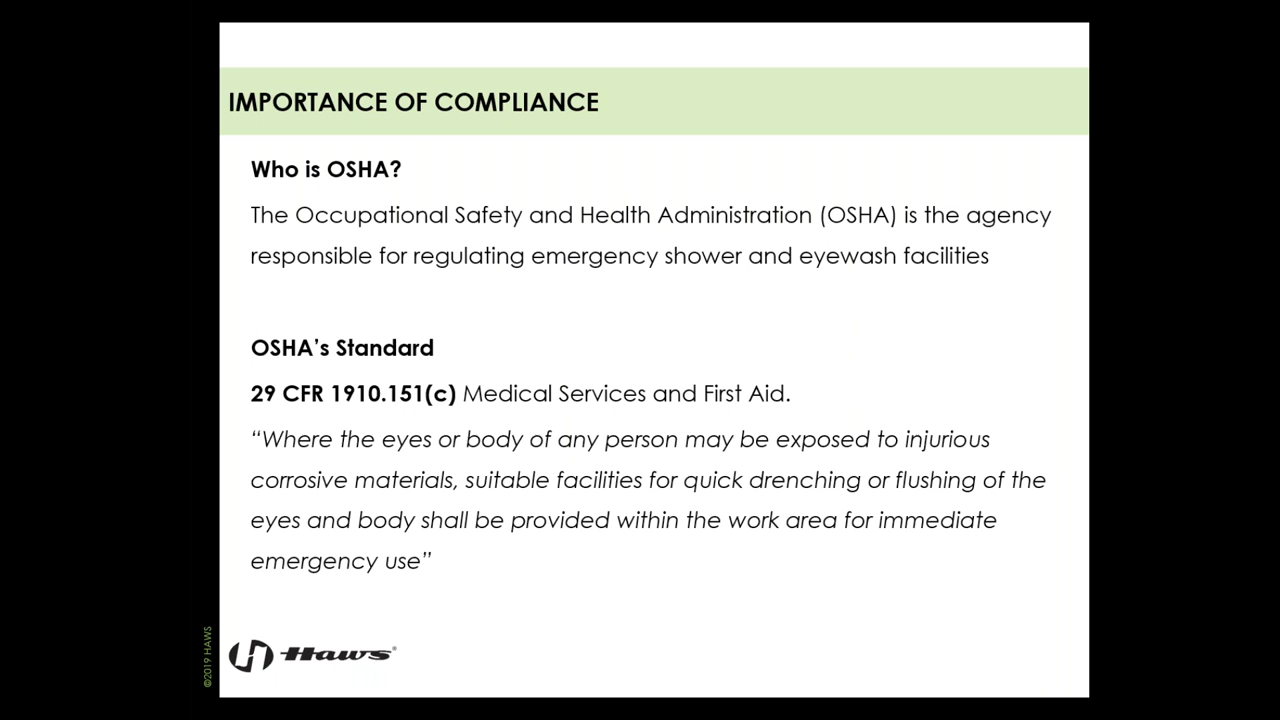 IMPORTANCE OF COMPLIANCE
Who is OSHA?
The Occupational Safety and Health Administration (OSHA) is the agency
responsible for regulating emergency shower and eyewash facilities
OSHA’s Standard
29 CFR 1910.151(c) Medical Services and First Aid.
“Where the eyes or body of any person may be exposed to injurious
corrosive materials, suitable facilities for quick drenching or flushing of the
eyes and body shall be provided within the work area for immediate
emergency use”
©2019 HAWS
Haws®